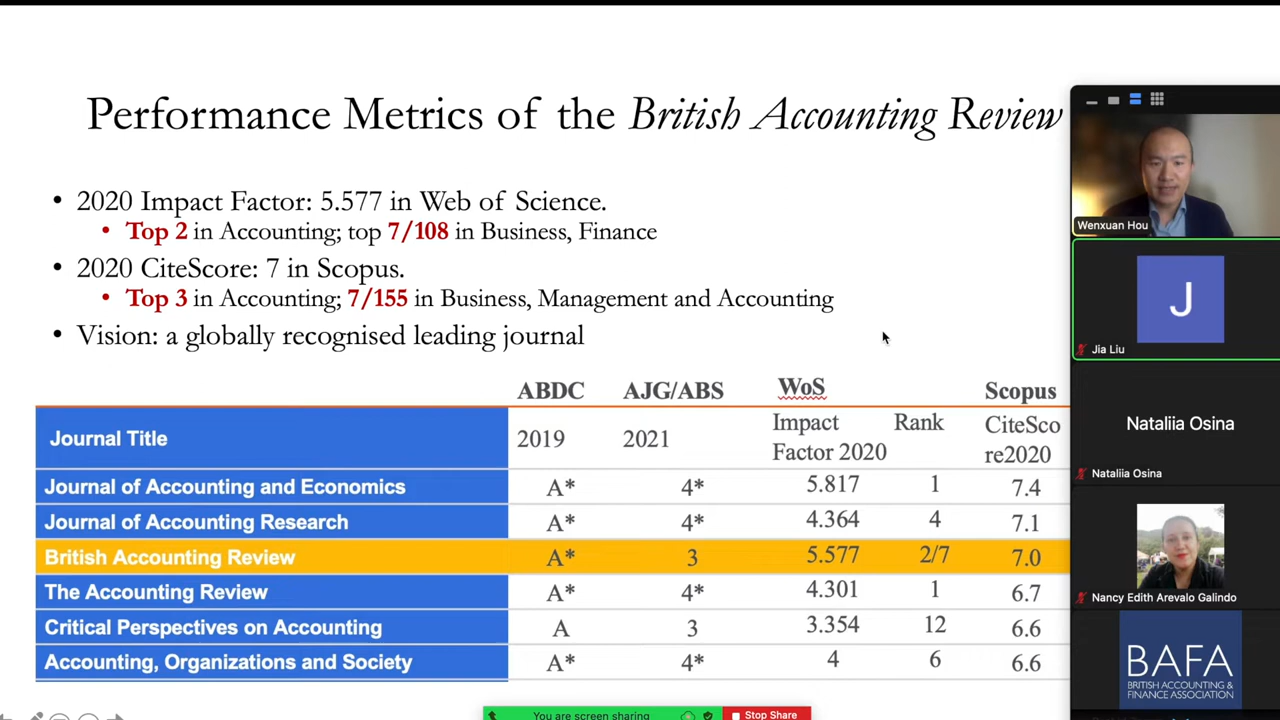 Performance Metrics of the British Accounting Review
• 2020 Impact Factor: 5.577 in Web of Science.
• Top 2 in Accounting; top 7/108 in Business, Finance
• 2020 CiteScore: 7 in Scopus.
• Top 3 in Accounting; 7/155 in Business, Management and Accounting
• Vision: a globally recognised leading journal
ABDC AJG/ABS WoS Scopus
Journal Title 2019 2021 Impact Factor 2020 Rank CiteSco re2020
Journal of Accounting and Economics A* 4* 5.817 1 7.4
Journal of Accounting Research A* 4* 4.364 4 7.1
British Accounting Review A* 3 5.577 2/7 7.0
The Accounting Review A* 4* 4.301 1 6.7
Critical Perspectives on Accounting A 3 3.354 12 6.6
Accounting, Organizations and Society A* 4* 4 6 6.6
Wenxuan Hou
J
Jia Liu
Nataliia Osina
Nataliia Osina
Nancy Edith Arevalo Galindo
BAFA
BRITISH ACCOUNTING &
FINANCE ASSOCIATION
You are screen sharing Stop Share